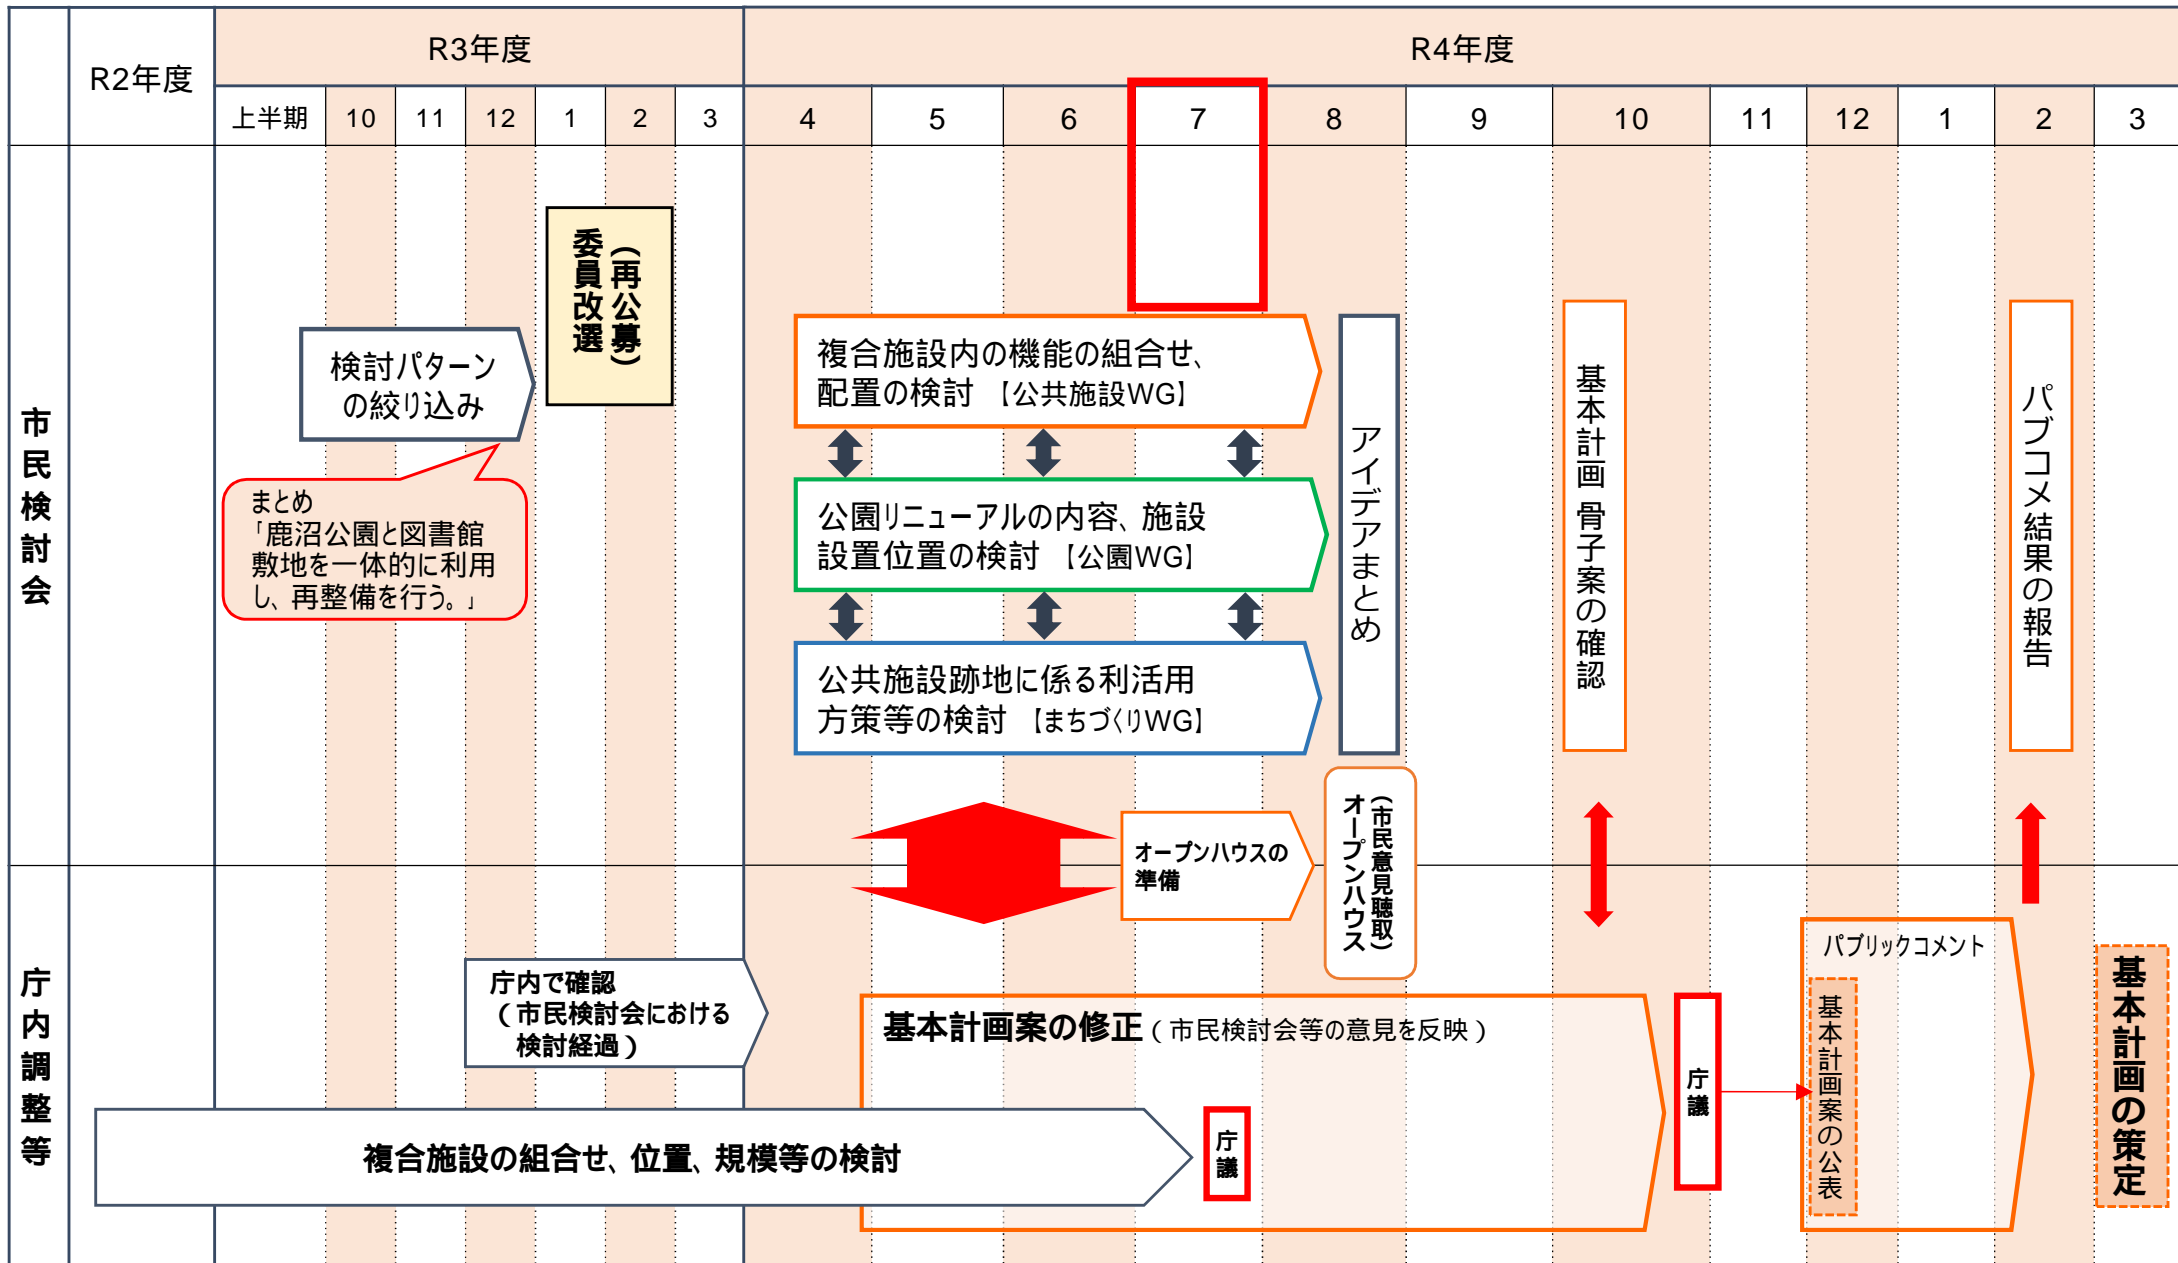 R2年度
R3年度
R4年度
上半期
10
11
12
1
2
3
4
5
6
7
8
9
10
11
12
1
2
3
市民検討会
検討パターン
の絞り込み
委員改選
(再公募)
まとめ
「鹿沼公園と図書館
敷地を一体的に利用
し、再整備を行う。」
複合施設内の機能の組合せ、
配置の検討 【公共施設WG】
公園リニューアルの内容、施設
設置位置の検討 【公園WG】
公共施設跡地に係る利活用
方策等の検討 【まちづくりWG】
アイデアまとめ
基本計画 骨子案の確認
パブコメ結果の報告
オープンハウスの
準備
(市民意見聴取)
オープンハウス
庁内調整等
庁内で確認
(市民検討会における
検討経過)
基本計画案の修正(市民検討会等の意見を反映)
複合施設の組合せ、位置、規模等の検討
庁議
庁議
パブリックコメント
基本計画案の公表
基本計画の策定